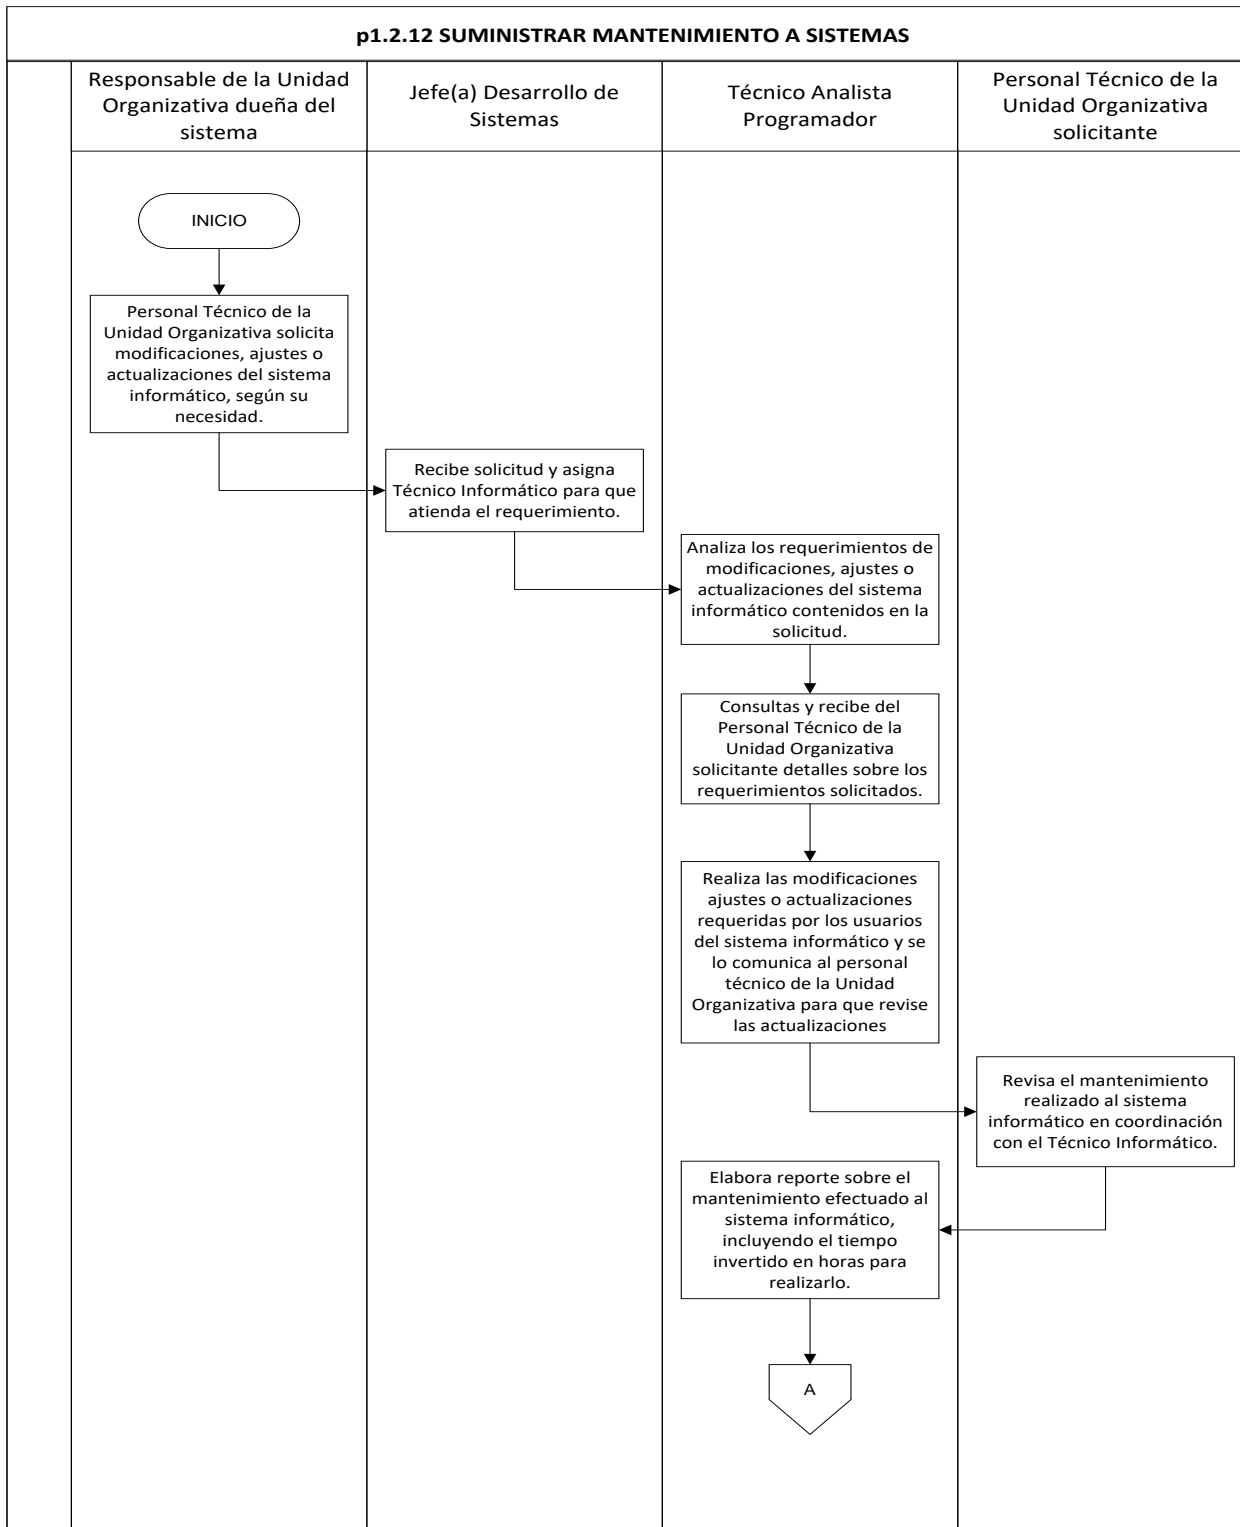 p1.2.12 SUMINISTRAR MANTENIMIENTO A SISTEMAS
Responsable de la Unidad
Organizativa dueña del
sistema
Jefe(a) Desarrollo de
Sistemas
Técnico Analista
Programador
Personal Técnico de la
Unidad Organizativa
solicitante
INICIO
Personal Técnico de la
Unidad Organizativa solicita
modificaciones, ajustes o
actualizaciones del sistema
informático, según su
necesidad.
Recibe solicitud y asigna
Técnico Informático para que
atienda el requerimiento.
Analiza los requerimientos de
modificaciones, ajustes o
actualizaciones del sistema
informático contenidos en la
solicitud.
Consultas y recibe del
Personal Técnico de la
Unidad Organizativa
solicitante detalles sobre los
requerimientos solicitados.
Realiza las modificaciones
ajustes o actualizaciones
requeridas por los usuarios
del sistema informático y se
lo comunica al personal
técnico de la Unidad
Organizativa para que revise
las actualizaciones
Revisa el mantenimiento
realizado al sistema
informático en coordinación
con el Técnico Informático.
Elabora reporte sobre el
mantenimiento efectuado al
sistema informático,
incluyendo el tiempo
invertido en horas para
realizarlo.
A